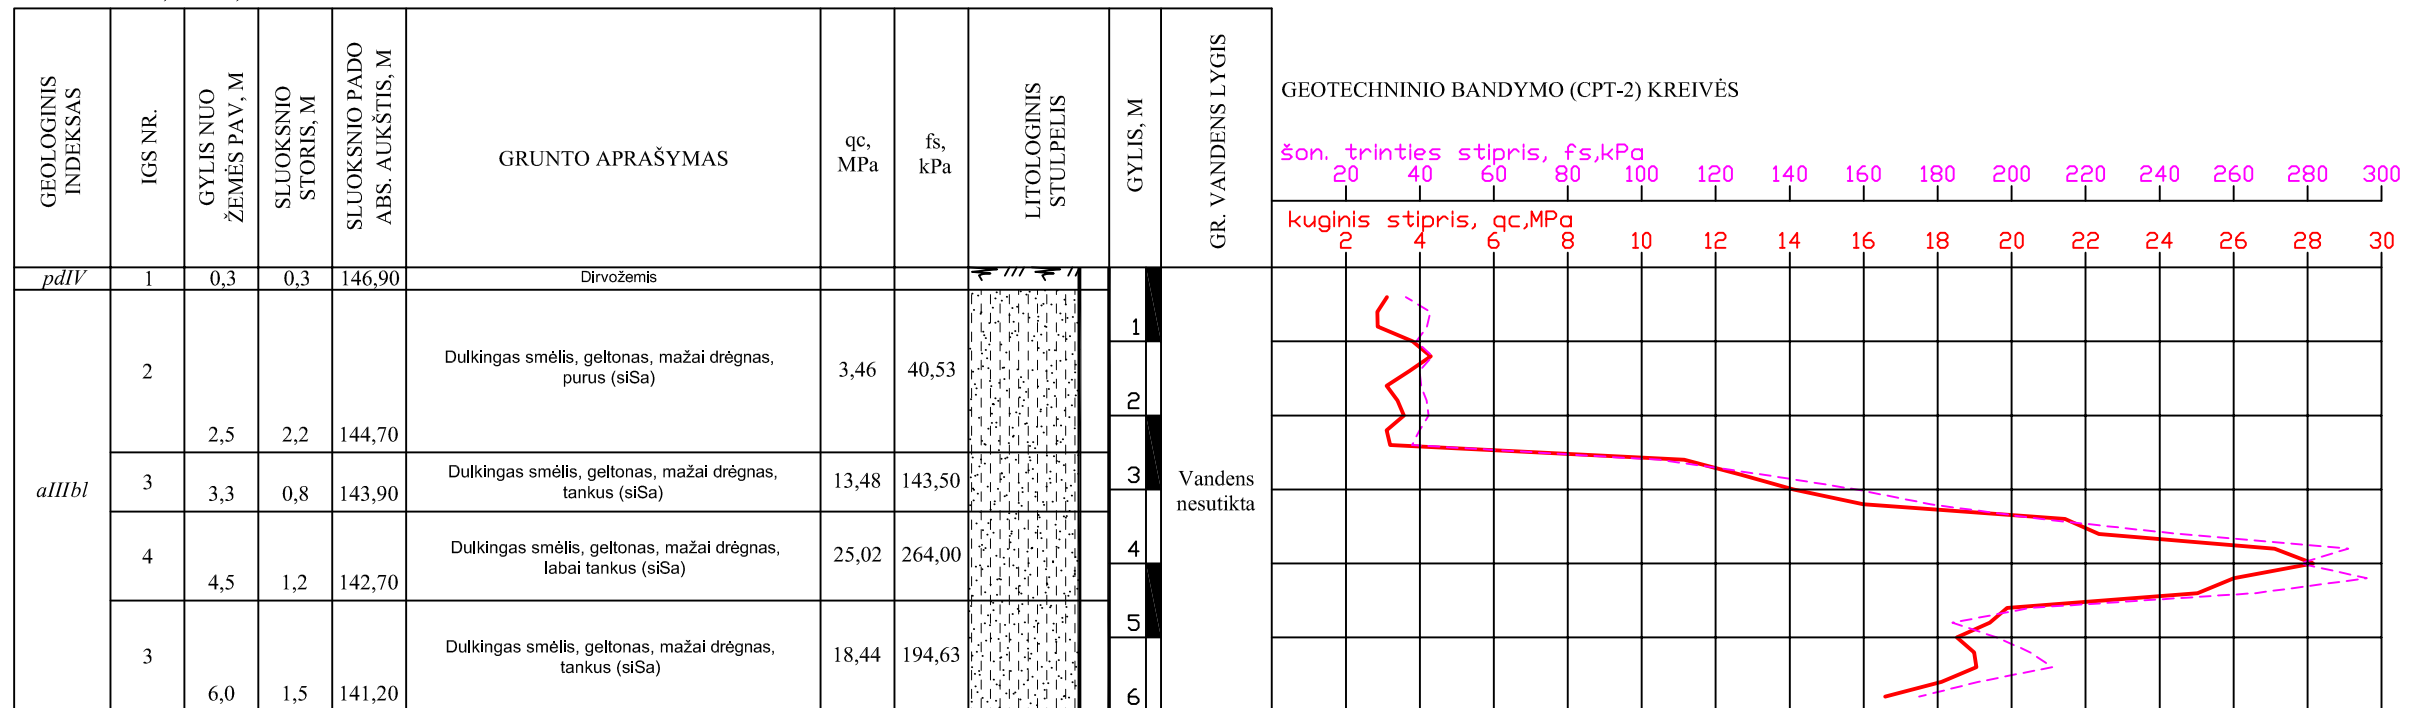 GEOLOGINIS
INDEKSAS
IGS NR.
GYLIS NUO
ŽEMĖS PAV, M
SLUOKSNIO
STORIS, M
SLUOKSNIO PADO
ABS. AUKŠTIS, M
GRUNTO APRAŠYMAS
qc,
MPa
fs,
kPa
LITOLOGINIS
STULPELIS
GYLIS, M
GR. VANDENS LYGIS
GEOTECHNINIO BANDYMO (CPT-2) KREIVĖS
šon. trinties stipris, fs,kPa
20 40 60 80 100 120 140 160 180 200 220 240 260 280 300
kuginis stipris, qc,MPa
2 4 6 8 10 12 14 16 18 20 22 24 26 28 30
pdIV 1 0,3 0,3 146,90 Dirvožemis
aIIIbl
2 2,5 2,2 144,70
Dulkingas smėlis, geltonas, mažai drėgnas,
purus (siSa)
3,46 40,53
3 3,3 0,8 143,90
Dulkingas smėlis, geltonas, mažai drėgnas,
tankus (siSa)
13,48 143,50
4 4,5 1,2 142,70
Dulkingas smėlis, geltonas, mažai drėgnas,
labai tankus (siSa)
25,02 264,00
3 6,0 1,5 141,20
Dulkingas smėlis, geltonas, mažai drėgnas,
tankus (siSa)
18,44 194,63
1
2
3
4
5
6
Vandens
nesutikta